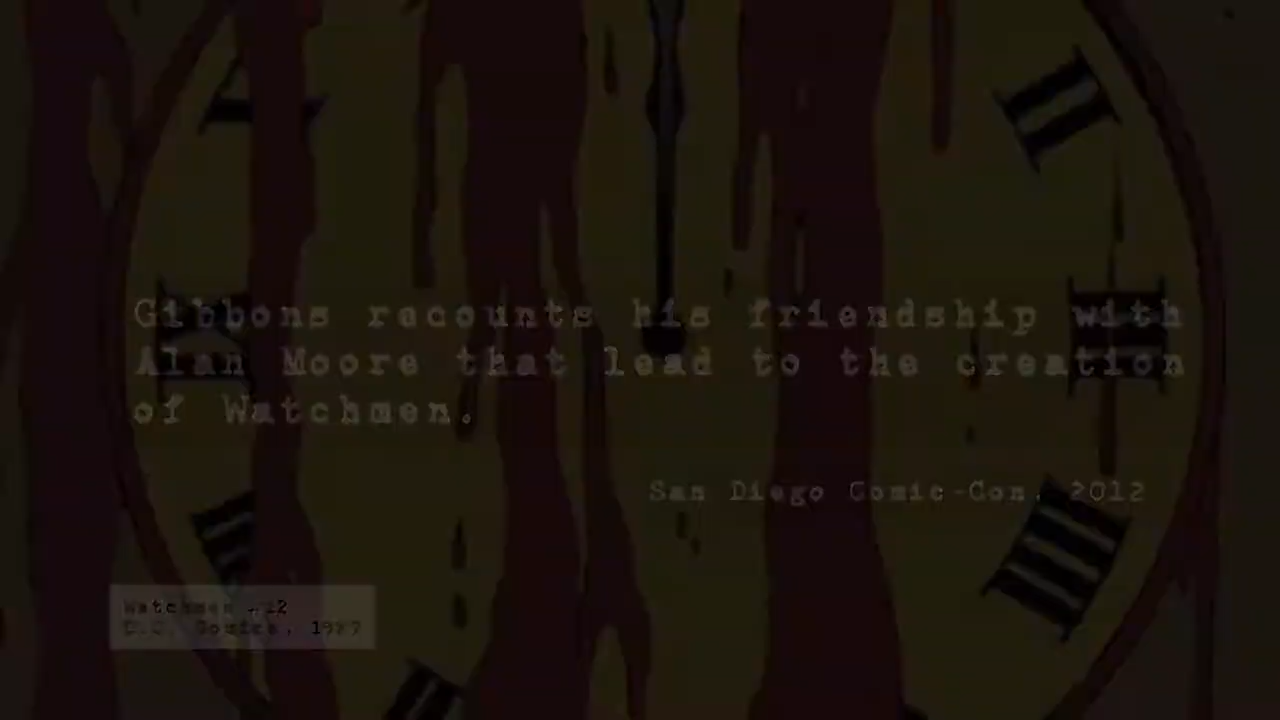 Gibbons recounts his friendship with
Alan Moore that lead to the creation
of Watchmen.
San Diego Comic-Con, 2012
Watchmen #12
D.C. Comics, 1987